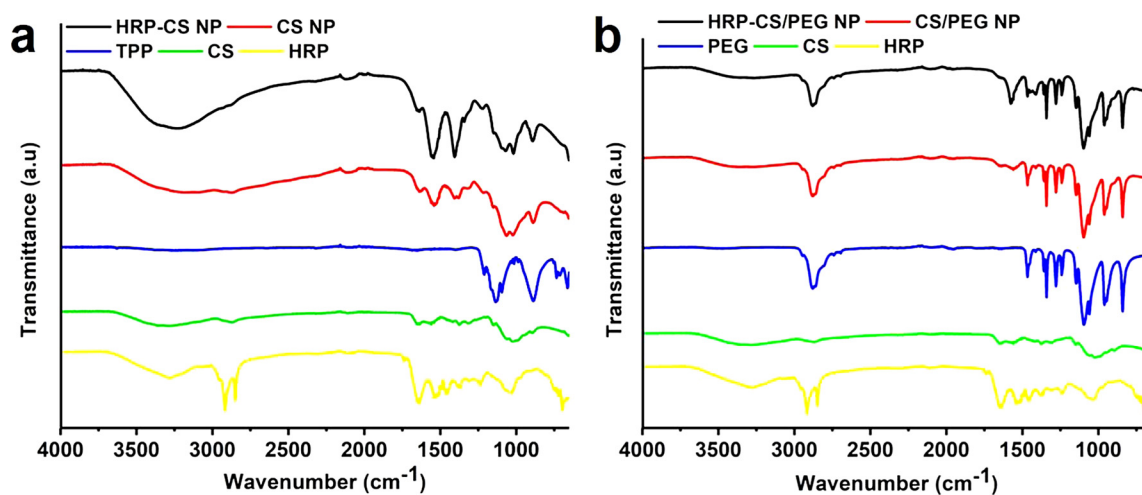 a
HRP-CS NP CS NP
TPP CS HRP
Transmittance (a.u)
4000 3500 3000 2500 2000 1500 1000
Wavenumber (cm-1)
b
HRP-CS/PEG NP CS/PEG NP
PEG CS HRP
Transmittance (a.u)
4000 3500 3000 2500 2000 1500 1000
Wavenumber (cm-1)